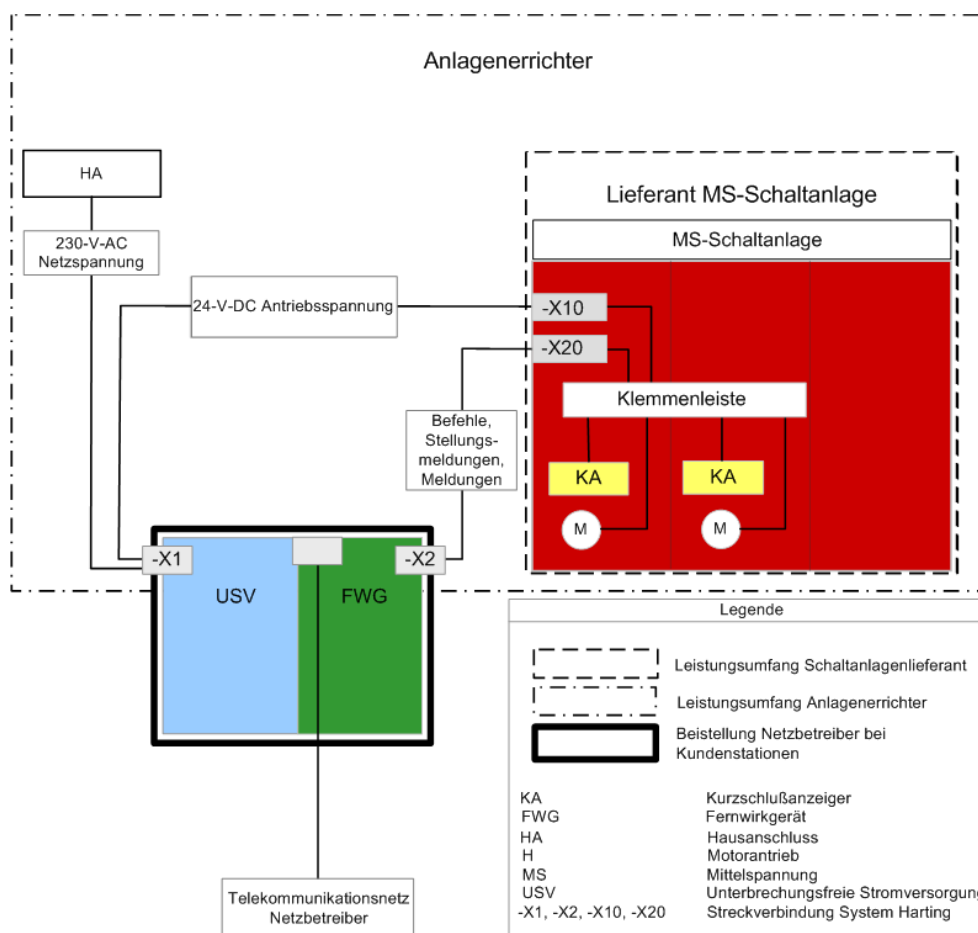 Anlagenerrichter
HA
230-V-AC
Netzspannung
24-V-DC Antriebsspannung
Lieferant MS-Schaltanlage
MS-Schaltanlage
-X10
-X20
Klemmenleiste
Befehle,
Stellungs-
meldungen,
Meldungen
KA
KA
M
M
-X1
-X2
USV
FWG
Telekommunikationsnetz
Netzbetreiber
Legende
Leistungsumfang Schaltanlagenlieferant
Leistungsumfang Anlagenerrichter
Beistellung Netzbetreiber bei
Kundenstationen
KA Kurzschlußanzeiger
FWG Fernwirkgerät
HA Hausanschluss
H Motorantrieb
MS Mittelspannung
USV Unterbrechungsfreie Stromversorgung
-X1, -X2, -X10, -X20 Streckverbindung System Harting